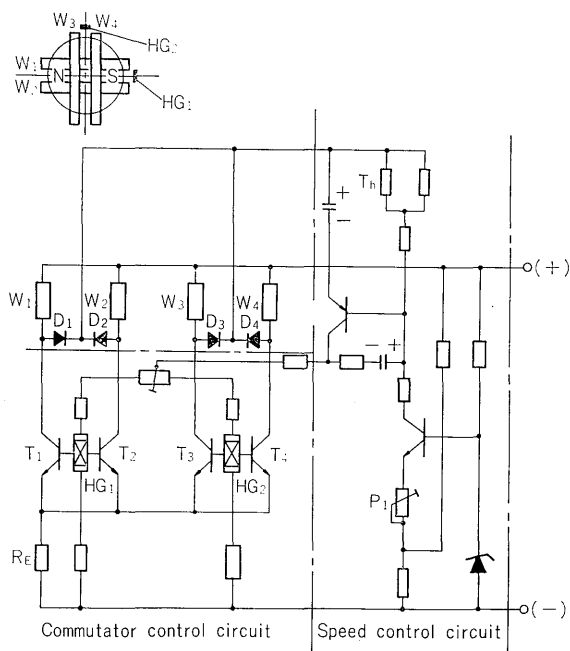 W₃ W₄
HG₂
W₁
N S
W₂
HG₁
Th
+
−
(+)
W₁ W₂ W₃ W₄
D₁ D₂ D₃ D₄
− +
T₁ T₂ T₃ T₄
HG₁ HG₂
P₁
RE
(−)
Commutator control circuit
Speed control circuit